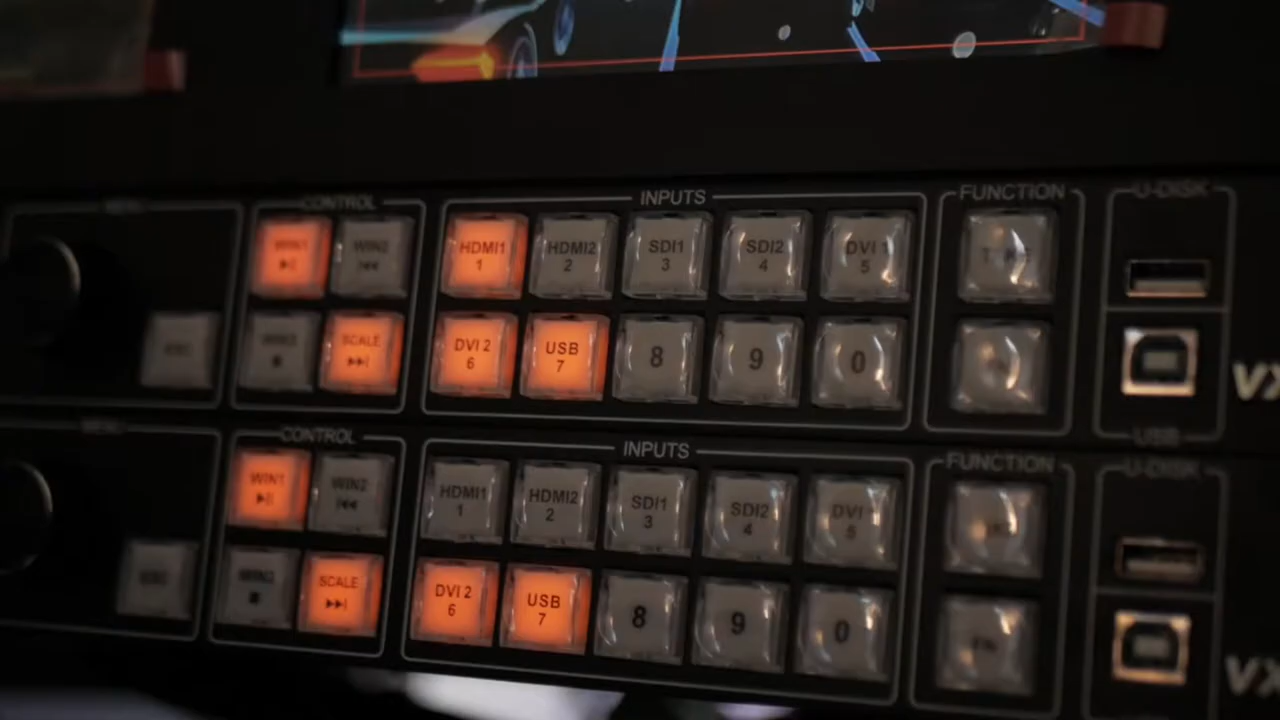 CONTROL
INPUTS
FUNCTION
U-DISK
WIN1
WIN2
HDMI1
1
HDMI2
2
SDI1
3
SDI2
4
DVI 1
5
SCALE
DVI 2
6
USB
7
8
9
0
VX
USB
CONTROL
INPUTS
FUNCTION
U-DISK
WIN1
WIN2
HDMI1
1
HDMI2
2
SDI1
3
SDI2
4
DVI
5
SCALE
DVI 2
6
USB
7
8
9
0
VX